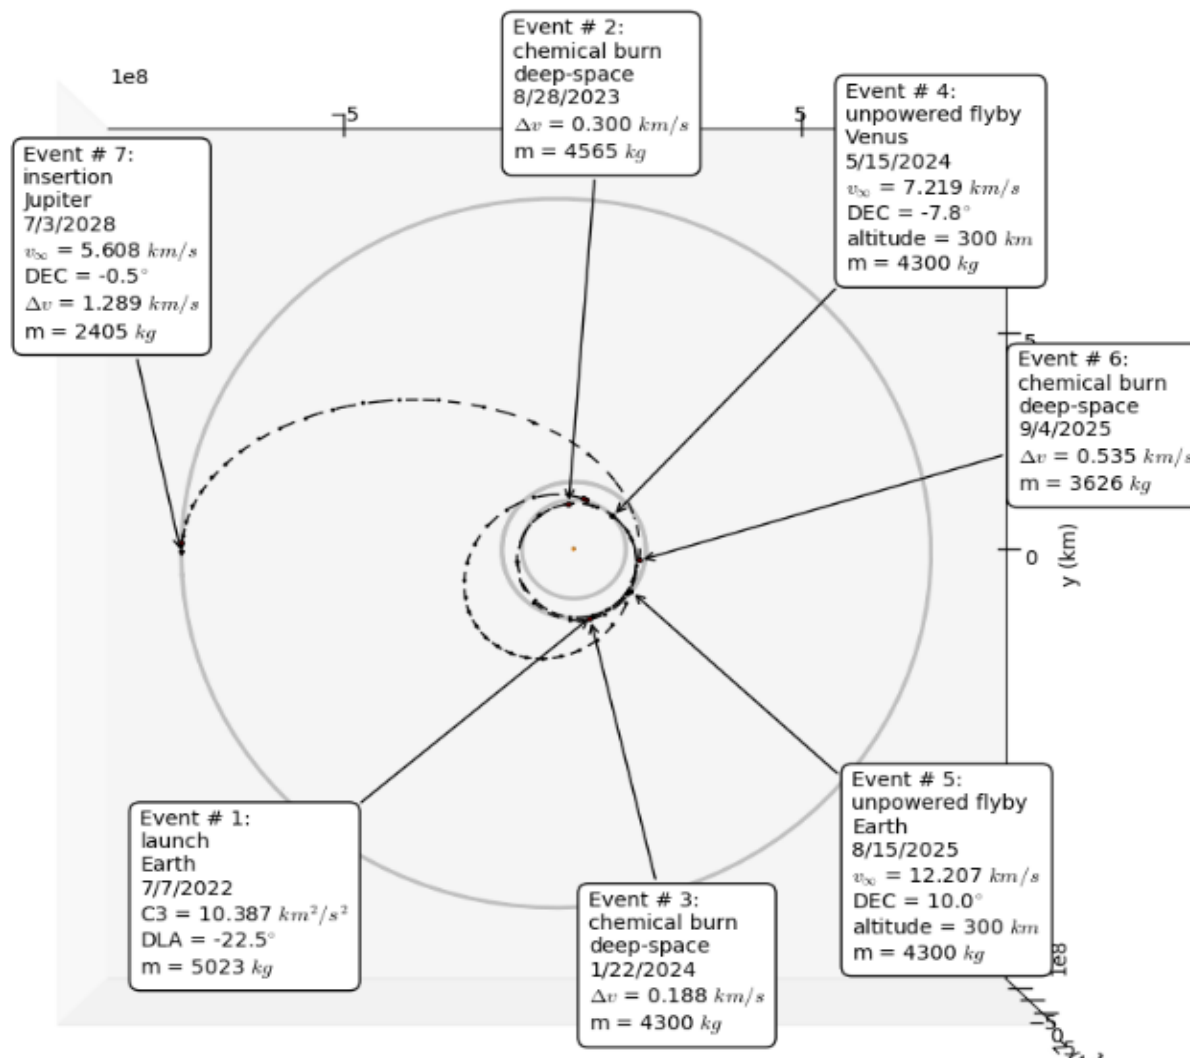 Event # 2:
chemical burn
deep-space
8/28/2023
Δv = 0.300 km/s
m = 4565 kg
1e8
−5
5
Event # 4:
unpowered flyby
Venus
5/15/2024
v∞ = 7.219 km/s
DEC = -7.8°
altitude = 300 km
m = 4300 kg
Event # 7:
insertion
Jupiter
7/3/2028
v∞ = 5.608 km/s
DEC = -0.5°
Δv = 1.289 km/s
m = 2405 kg
5
Event # 6:
chemical burn
deep-space
9/4/2025
Δv = 0.535 km/s
m = 3626 kg
0
y (km)
Event # 1:
launch
Earth
7/7/2022
C3 = 10.387 km²/s²
DLA = -22.5°
m = 5023 kg
Event # 5:
unpowered flyby
Earth
8/15/2025
v∞ = 12.207 km/s
DEC = 10.0°
altitude = 300 km
m = 4300 kg
Event # 3:
chemical burn
deep-space
1/22/2024
Δv = 0.188 km/s
m = 4300 kg
1e8